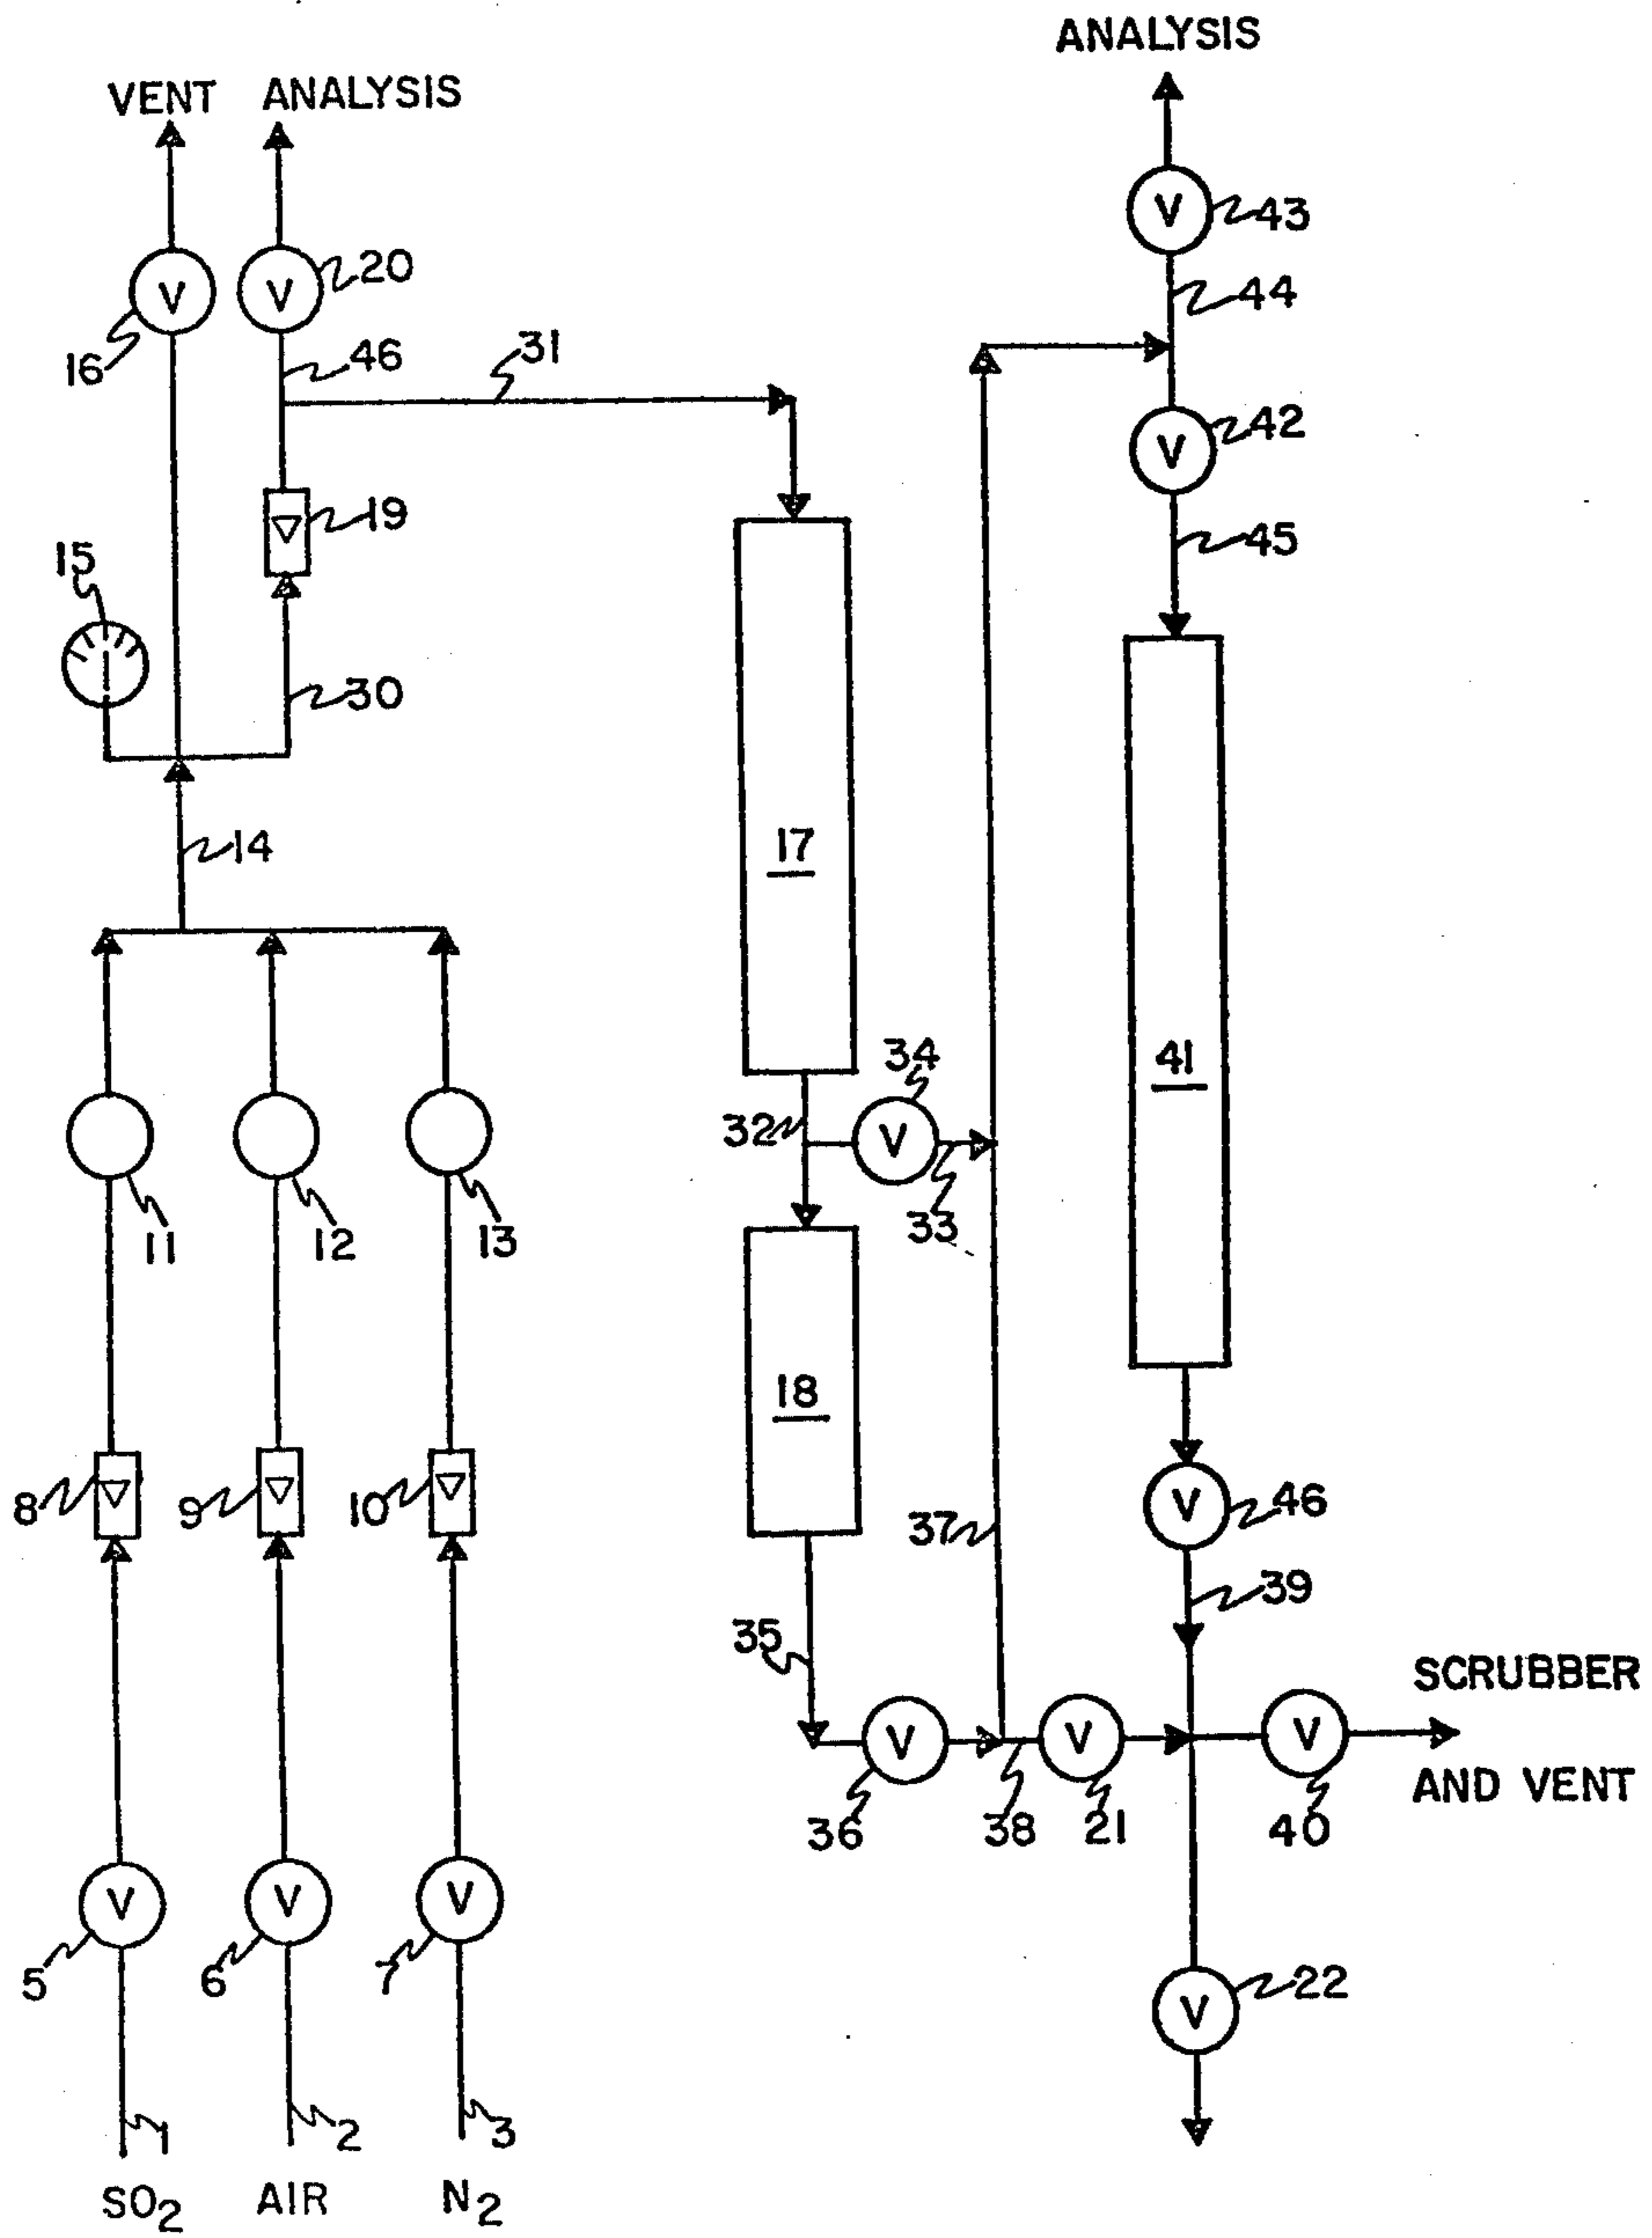 ANALYSIS
VENT ANALYSIS
V 43
V 20
V
44
16
46
31
V 42
19
45
15
30
17
14
41
34
32
V
33
11
12
13
18
8
9
10
37
V 46
39
35
SCRUBBER
V
V
V
AND VENT
36
38
21
40
V
V
V
5
6
7
V 22
1
2
3
SO2
AIR
N2